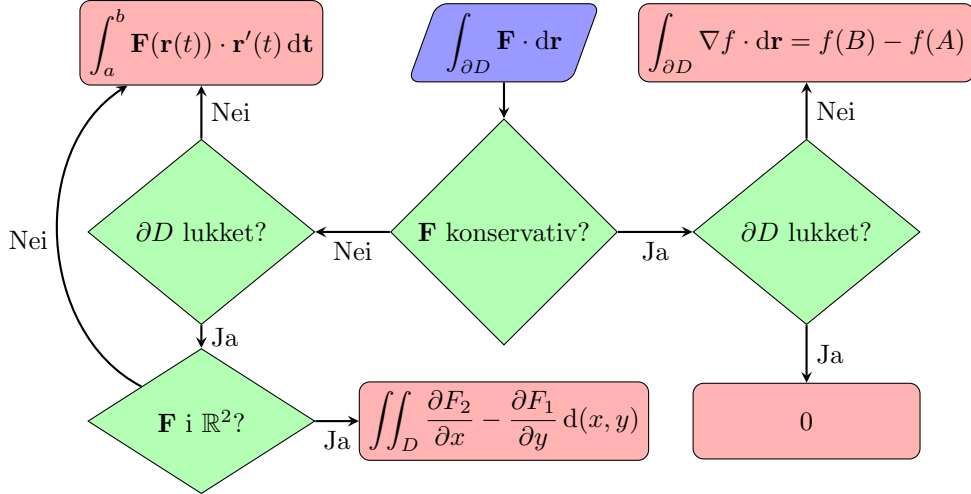 ∫_a^b F(r(t)) · r′(t) dt
∫_{∂D} F · dr
∫_{∂D} ∇f · dr = f(B) − f(A)
Nei
Nei
∂D lukket?
Nei
F konservativ?
Ja
∂D lukket?
Nei
Ja
Ja
F i ℝ²?
Ja
∬_D ∂F₂/∂x − ∂F₁/∂y d(x, y)
0